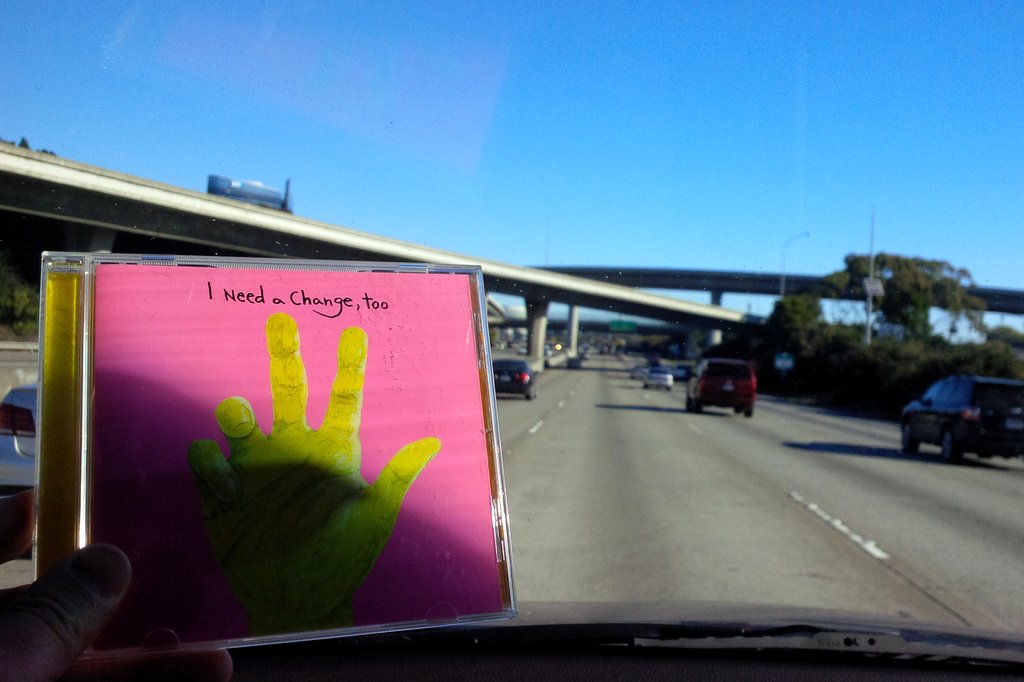 I Need a Change, too